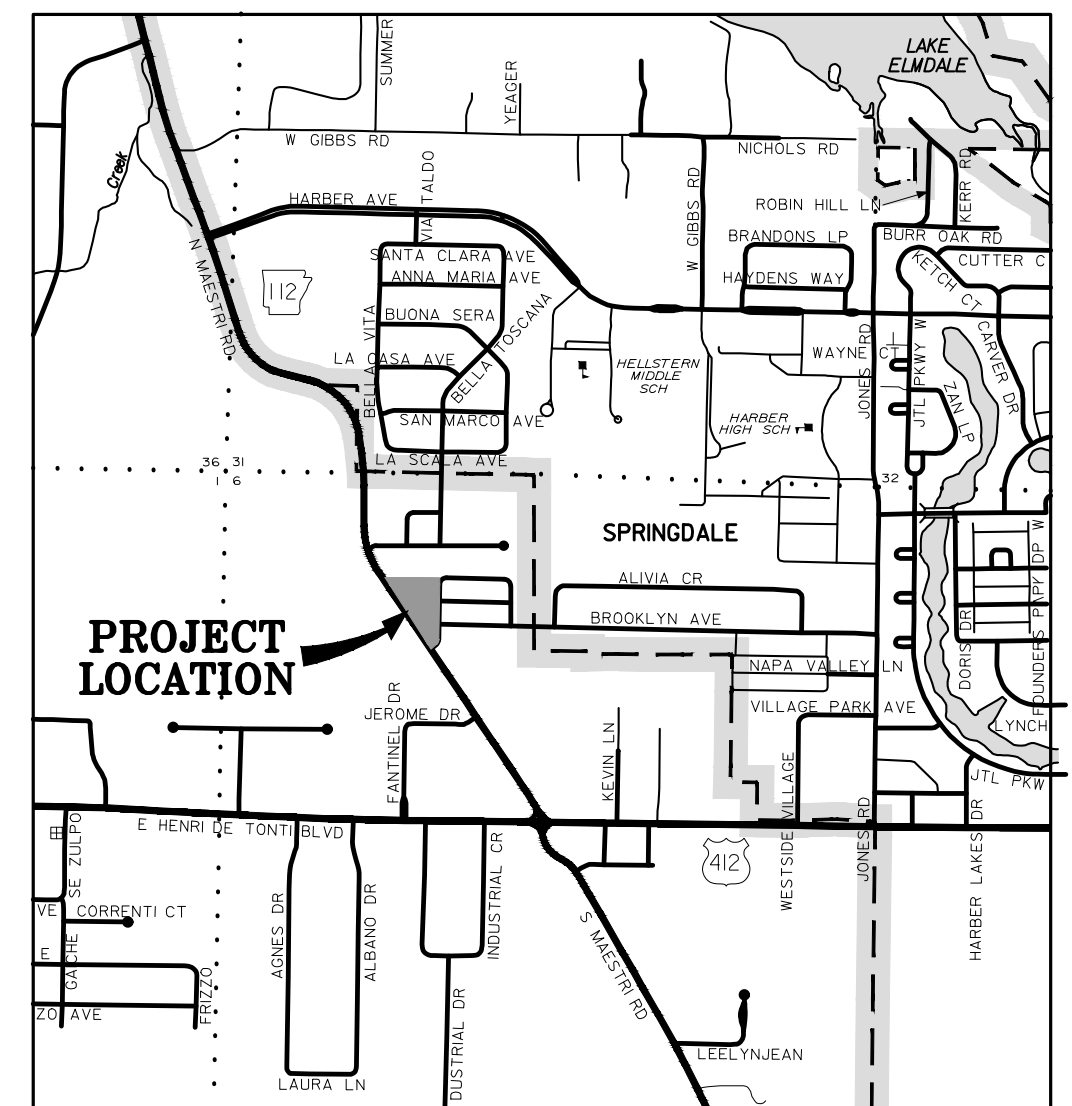 SUMMER
YEAGER
LAKE
ELMDALE
W GIBBS RD
NICHOLS RD
Creek
VIA TALDO
HARBER AVE
W GIBBS RD
ROBIN HILL LN
KERR RD
BRANDONS LP
BURR OAK RD
SANTA CLARA AVE
ANNA MARIA AVE
HAYDENS WAY
KETCH CT
CUTTER C
N MAESTRI RD
112
BELLA VITA
BUONA SERA
BELLA TOSCANA
LA CASA AVE
HELLSTERN
MIDDLE
SCH
WAYNE CT
JONES RD
JTL PKWY W
CARVER DR
ZAN LP
SAN MARCO AVE
HARBER
HIGH SCH
LA SCALA AVE
36 31
1 6
32
SPRINGDALE
ALIVIA CR
BROOKLYN AVE
PROJECT
LOCATION
NAPA VALLEY LN
DORIS DR
FOUNDERS PARK DP W
VILLAGE PARK AVE
LYNCH
FANTINEL DR
JEROME DR
KEVIN LN
WESTSIDE VILLAGE
JTL PKW
JONES RD
HARBER LAKES DR
E HENRI DE TONTI BLVD
SE ZULPO
412
INDUSTRIAL CR
VE
CORRENTI CT
AGNES DR
ALBANO DR
S MAESTRI RD
E
GACHE
FRIZZO
ZO AVE
DUSTRIAL DR
LEELYNJEAN
LAURA LN